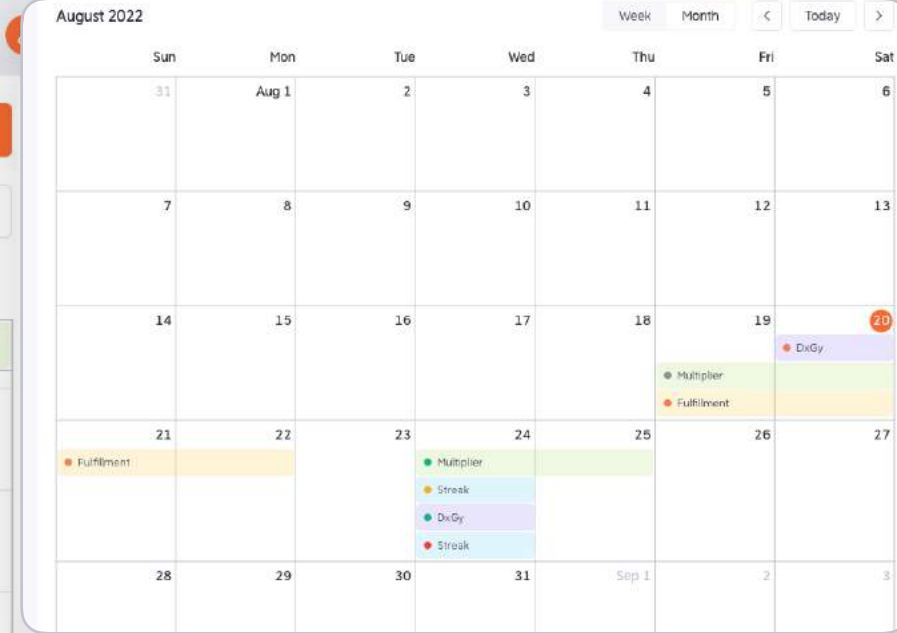 August 2022 Week Month < Today >
Sun Mon Tue Wed Thu Fri Sat
31 Aug 1 2 3 4 5 6
7 8 9 10 11 12 13
14 15 16 17 18 19 20
DxGy
Multiplier
Fulfillment
21 22 23 24 25 26 27
Fulfillment Multiplier
Streak
DxGy
Streak
28 29 30 31 Sep 1 2 3